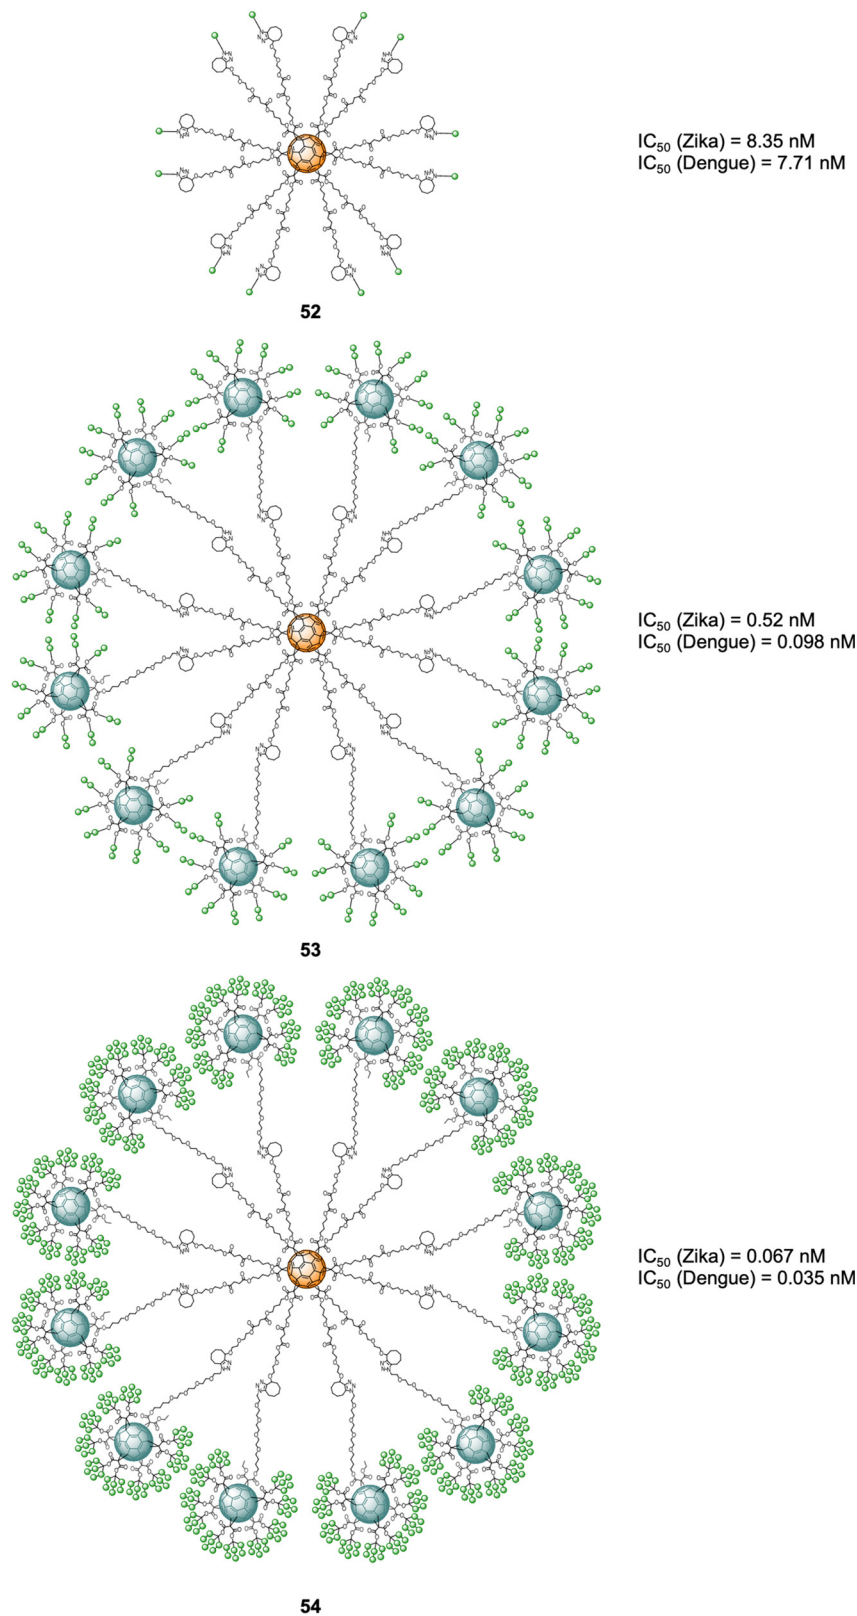 IC50 (Zika) = 8.35 nM
IC50 (Dengue) = 7.71 nM
52
IC50 (Zika) = 0.52 nM
IC50 (Dengue) = 0.098 nM
53
IC50 (Zika) = 0.067 nM
IC50 (Dengue) = 0.035 nM
54